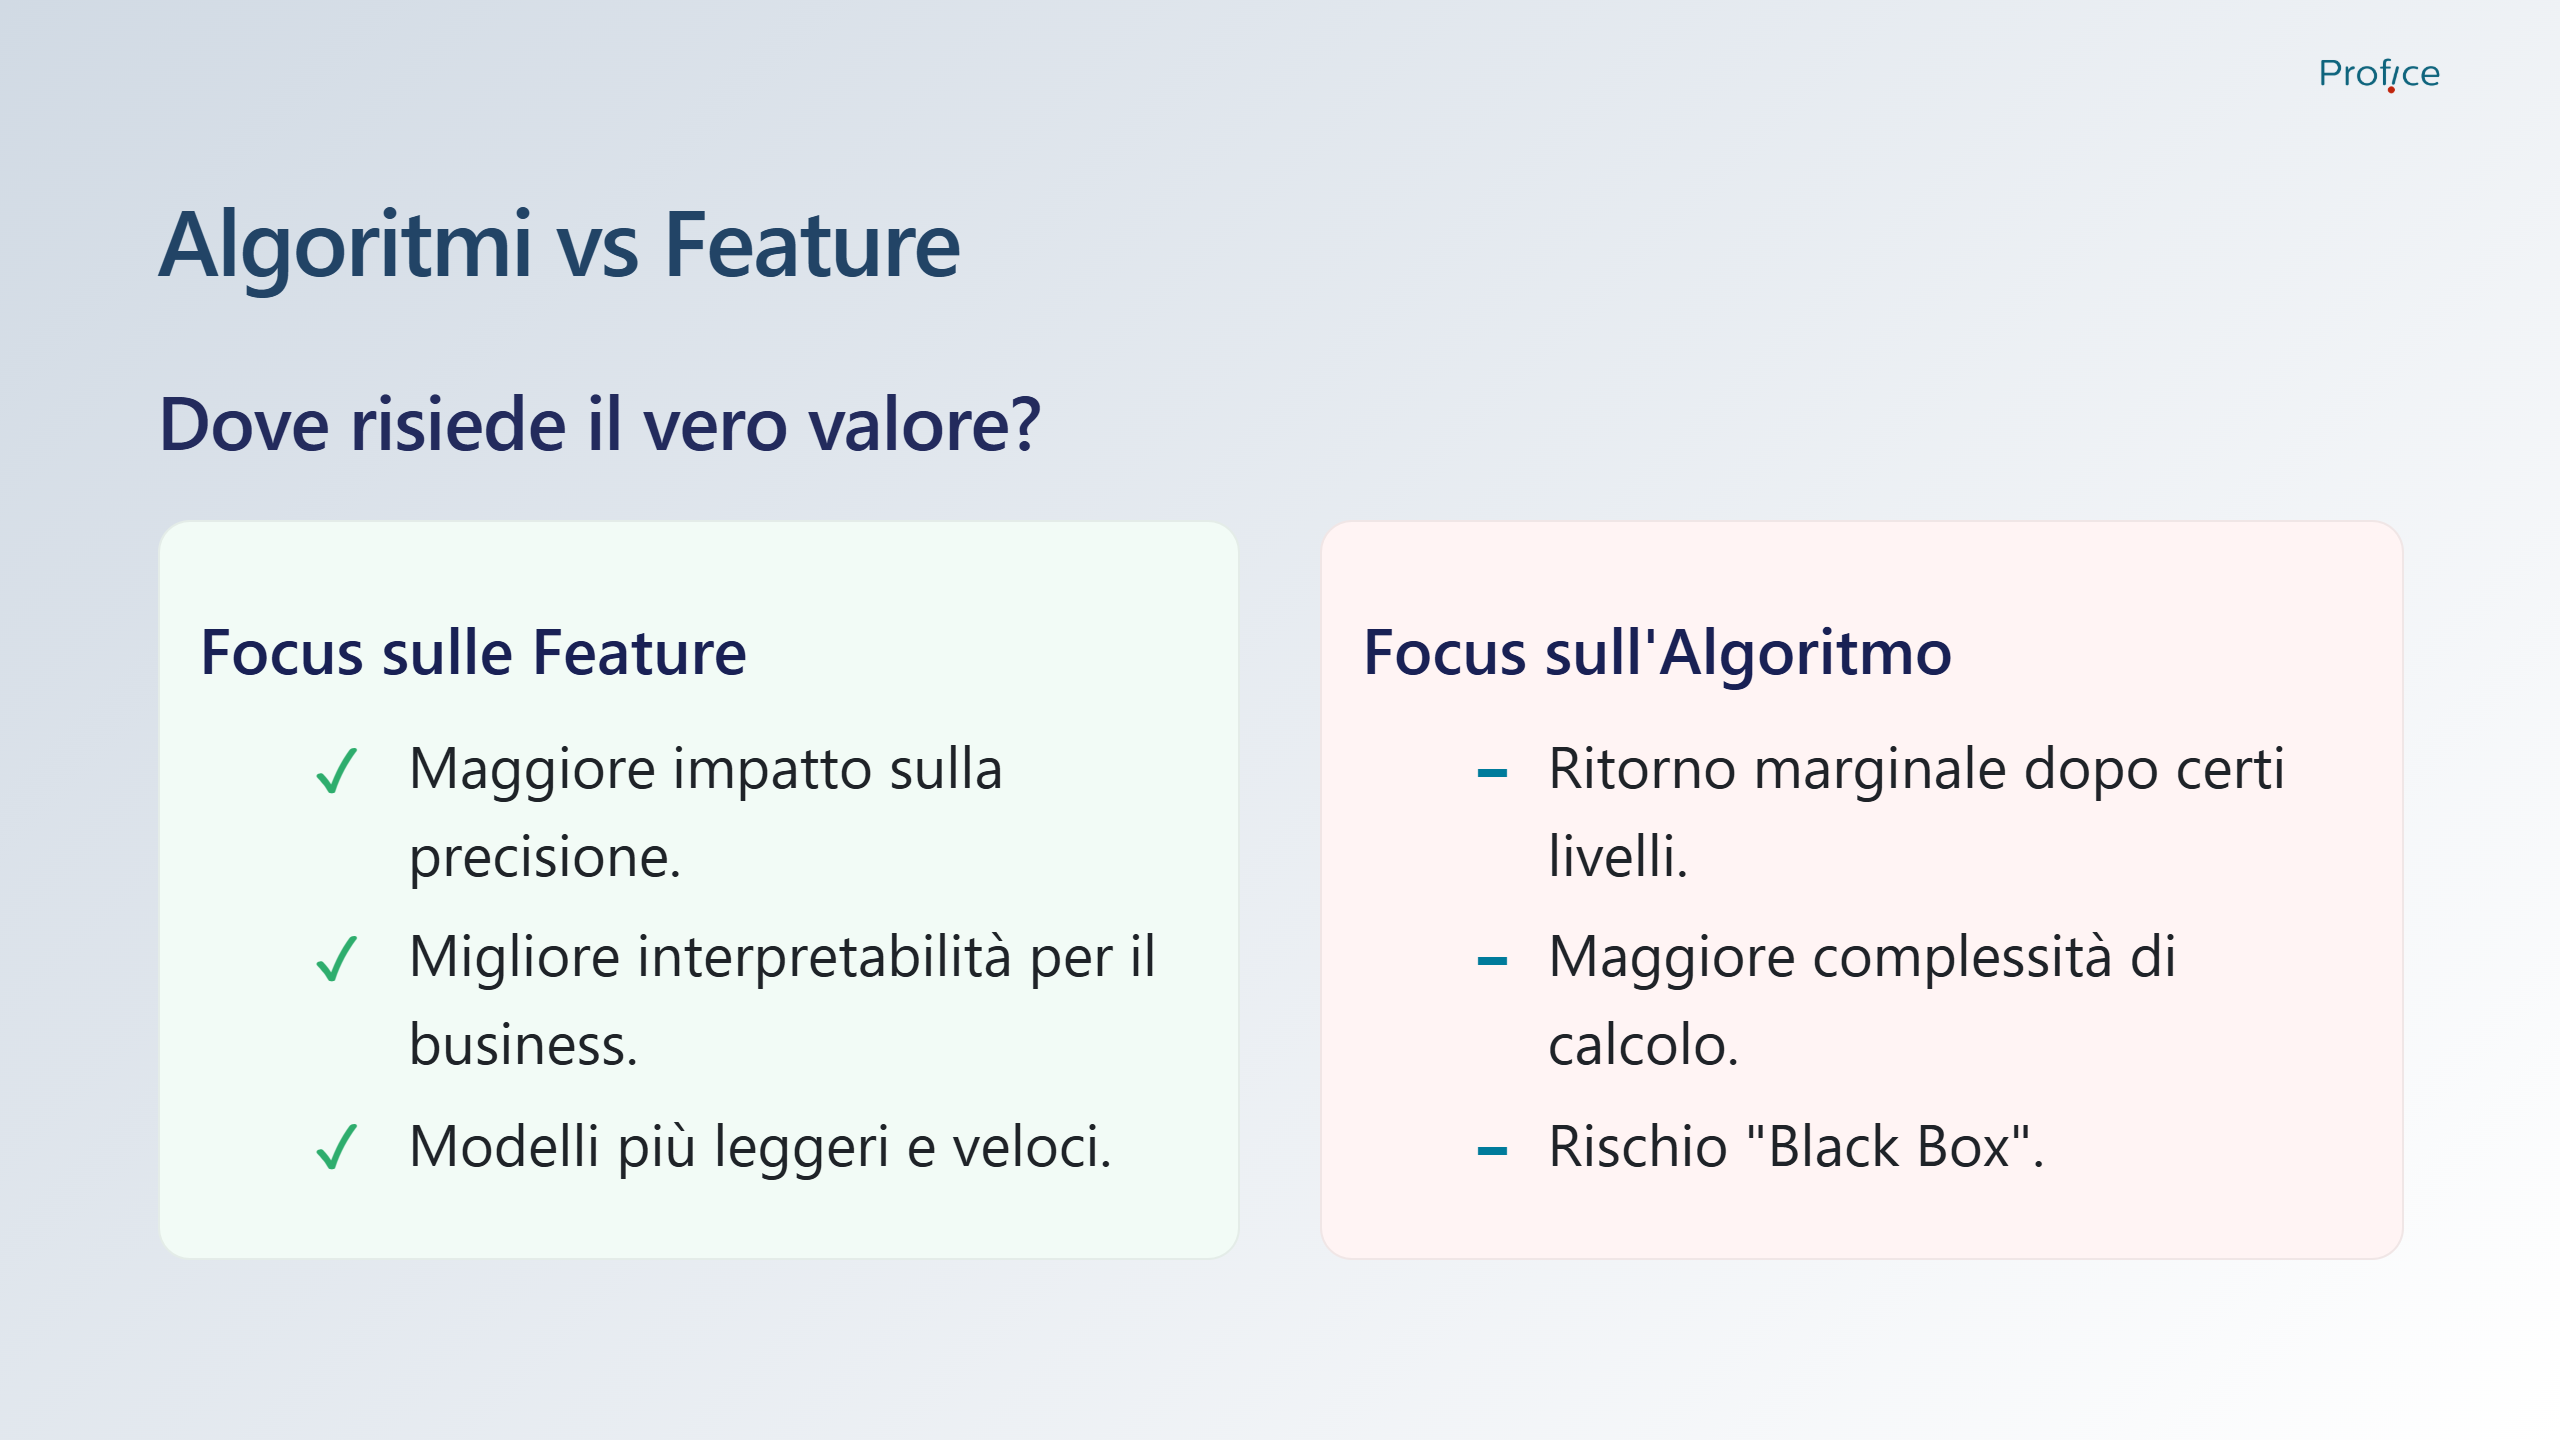 Profice
Algoritmi vs Feature
Dove risiede il vero valore?
Focus sulle Feature
✓ Maggiore impatto sulla
precisione.
✓ Migliore interpretabilità per il
business.
✓ Modelli più leggeri e veloci.
Focus sull'Algoritmo
– Ritorno marginale dopo certi
livelli.
– Maggiore complessità di
calcolo.
– Rischio "Black Box".